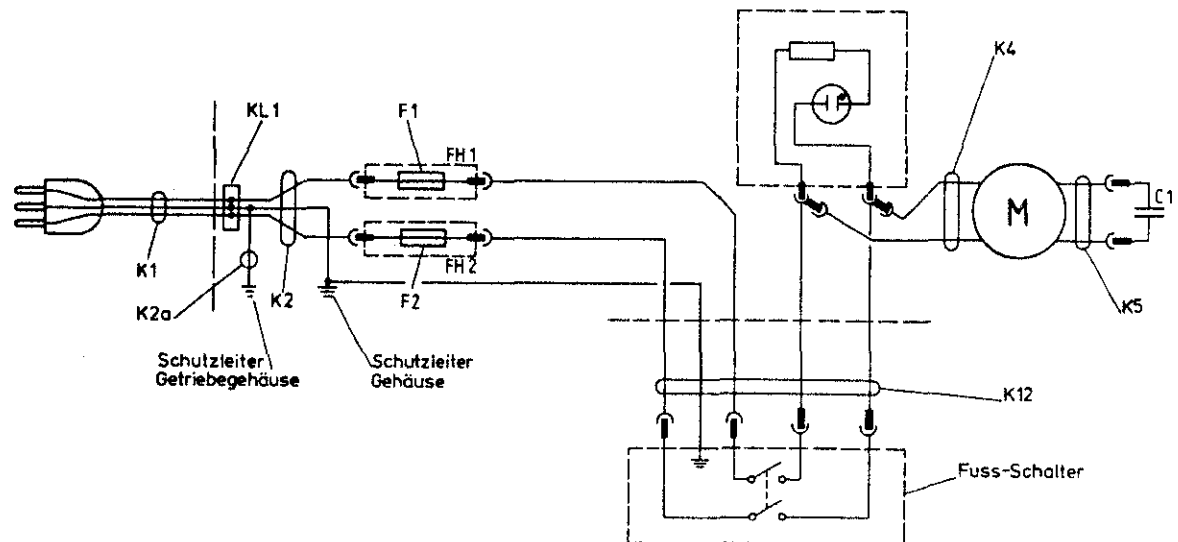 K4
KL1
F1
FH1
M
C1
K1
K2
K2a
F2
FH2
K5
Schutzleiter
Getriebegehäuse
Schutzleiter
Gehäuse
K12
Fuss-Schalter